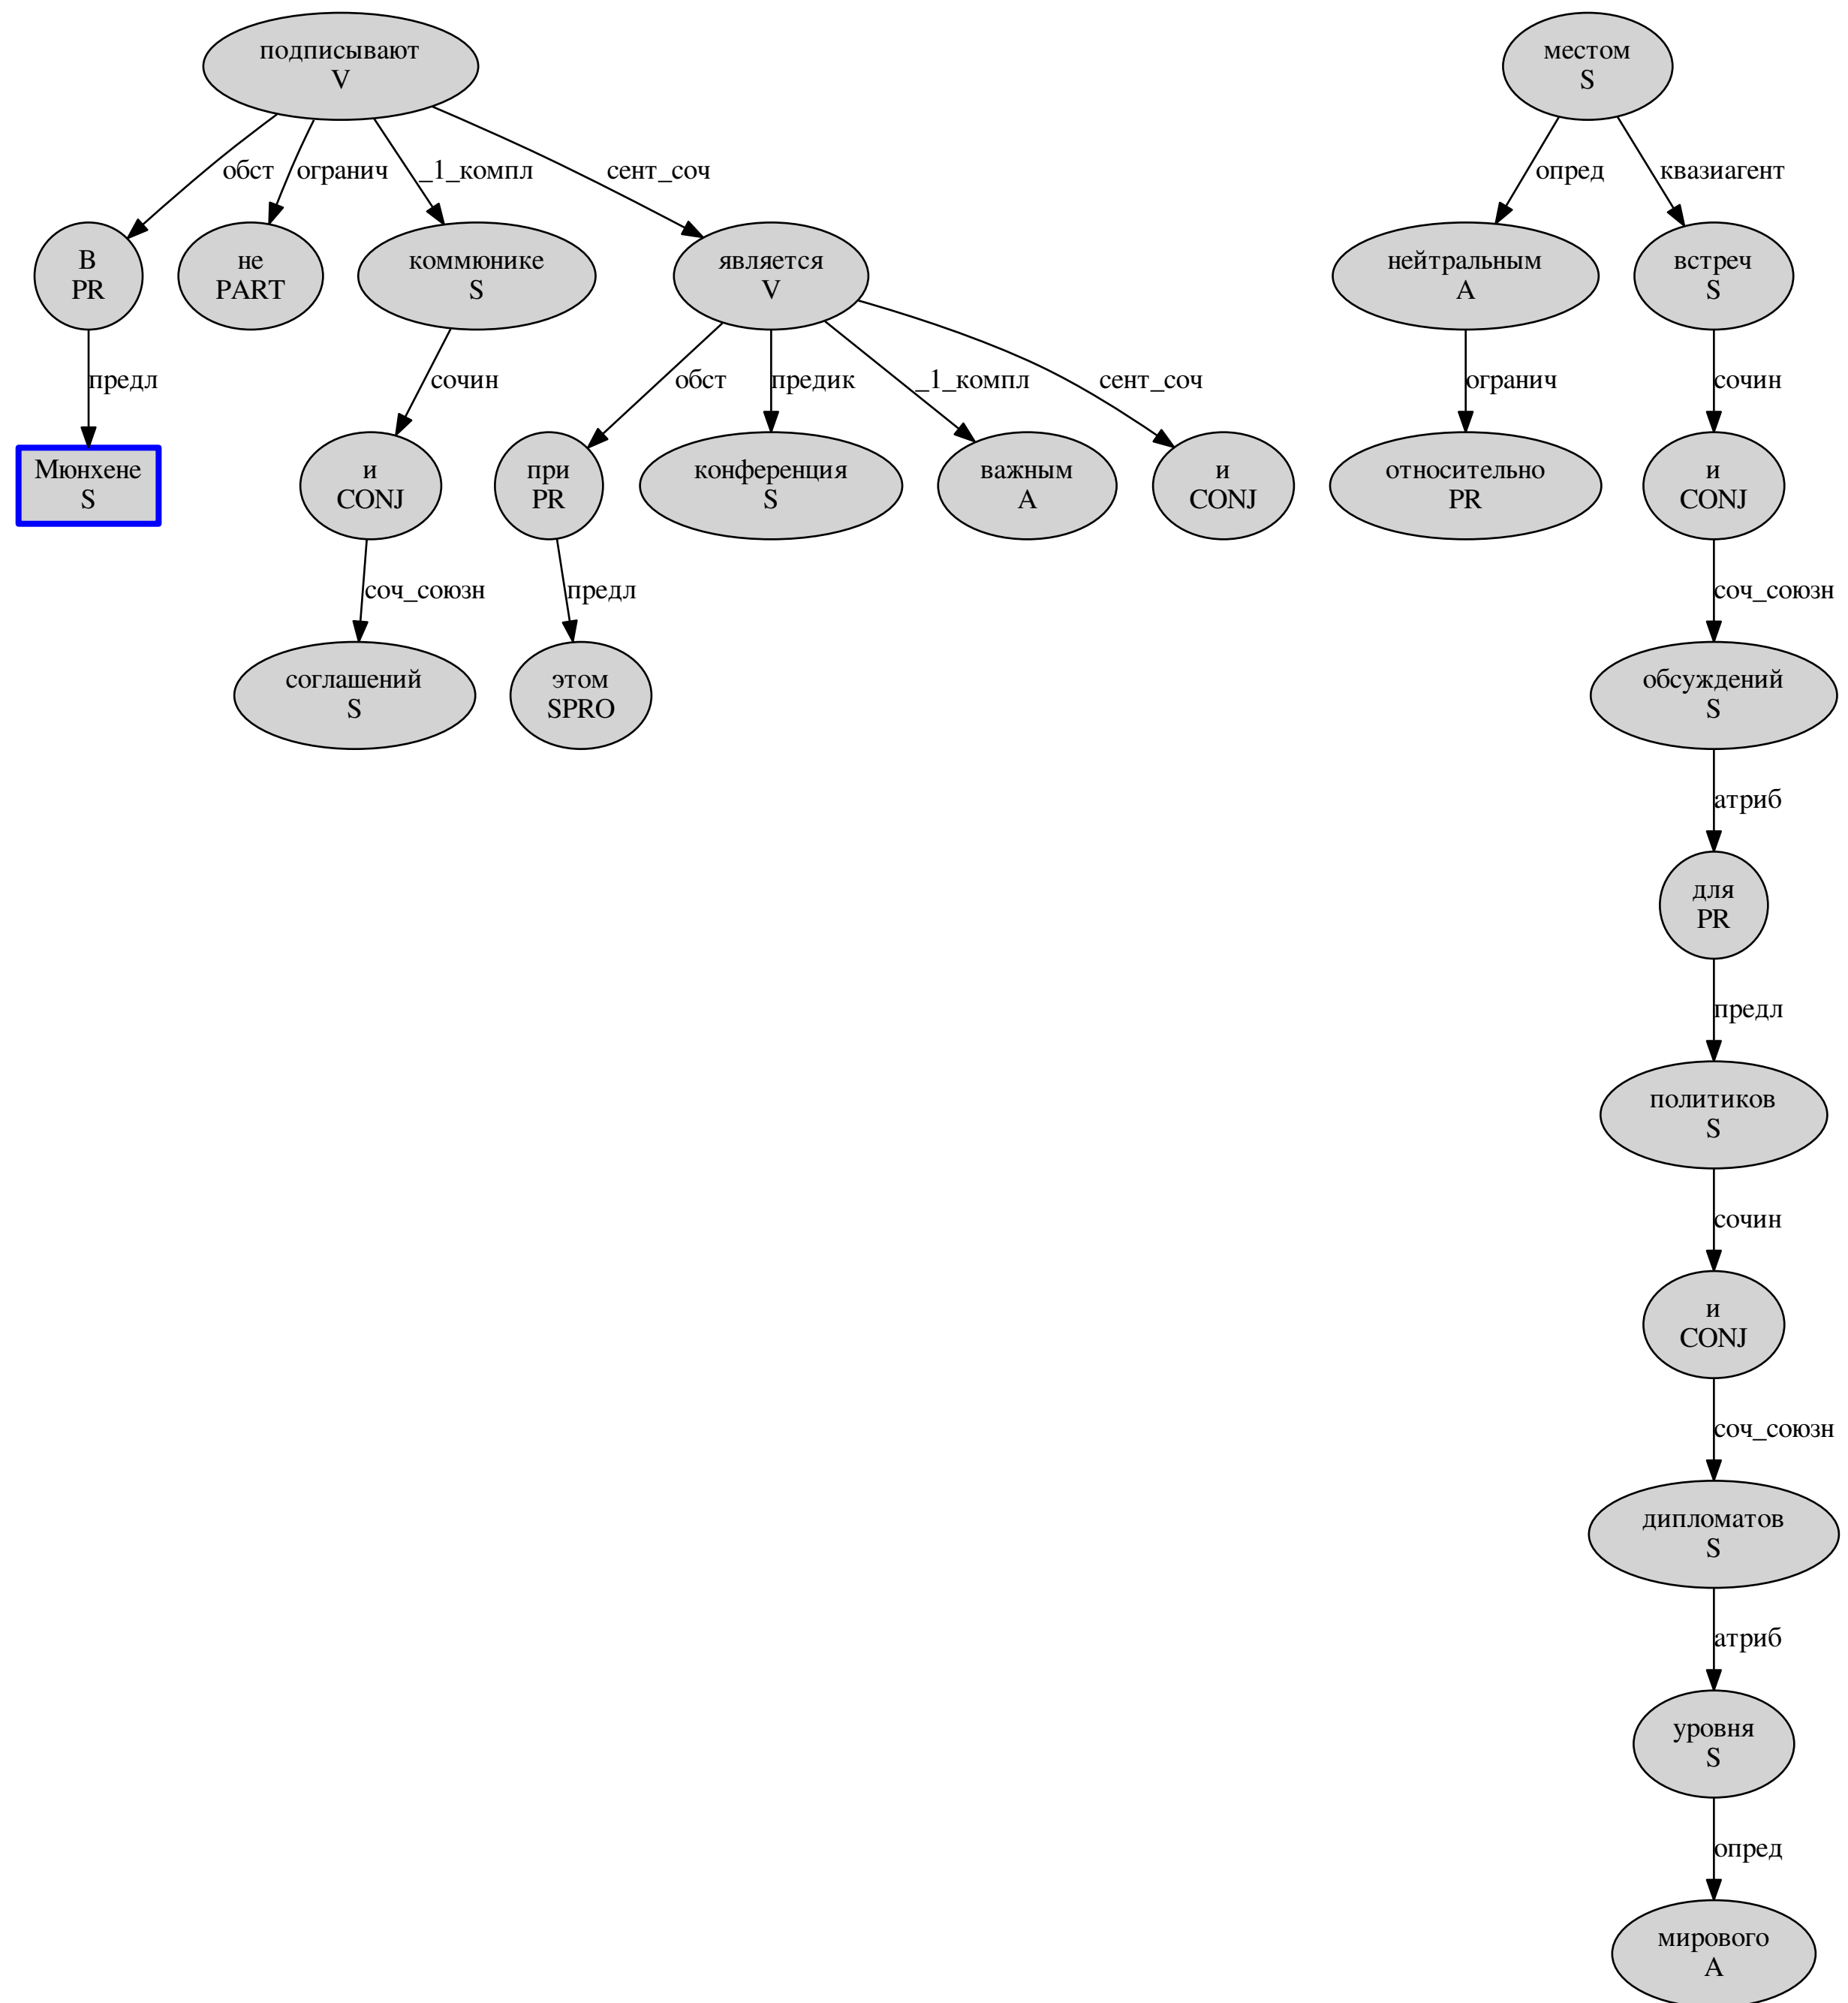 подписывают
V
местом
S
обст
огранич
_1_компл
сент_соч
опред
квазиагент
В
PR
не
PART
коммюнике
S
является
V
нейтральным
A
встреч
S
предл
сочин
обст
предик
_1_компл
сент_соч
огранич
сочин
Мюнхене
S
и
CONJ
при
PR
конференция
S
важным
A
и
CONJ
относительно
PR
и
CONJ
соч_союзн
предл
соч_союзн
соглашений
S
этом
SPRO
обсуждений
S
атриб
для
PR
предл
политиков
S
сочин
и
CONJ
соч_союзн
дипломатов
S
атриб
уровня
S
опред
мирового
A